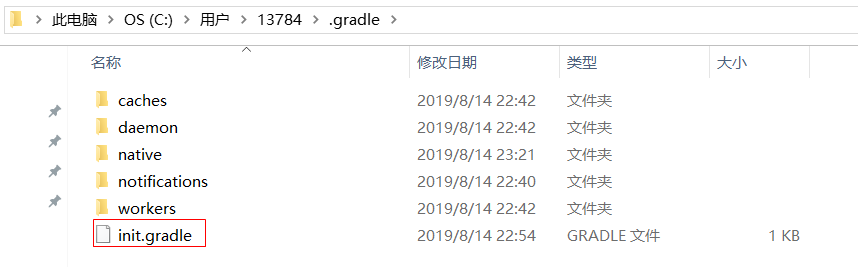 此电脑 > OS (C:) > 用户 > 13784 > .gradle >
名称 修改日期 类型 大小
caches 2019/8/14 22:42 文件夹
daemon 2019/8/14 22:42 文件夹
native 2019/8/14 23:21 文件夹
notifications 2019/8/14 22:40 文件夹
workers 2019/8/14 22:42 文件夹
init.gradle 2019/8/14 22:54 GRADLE 文件 1 KB